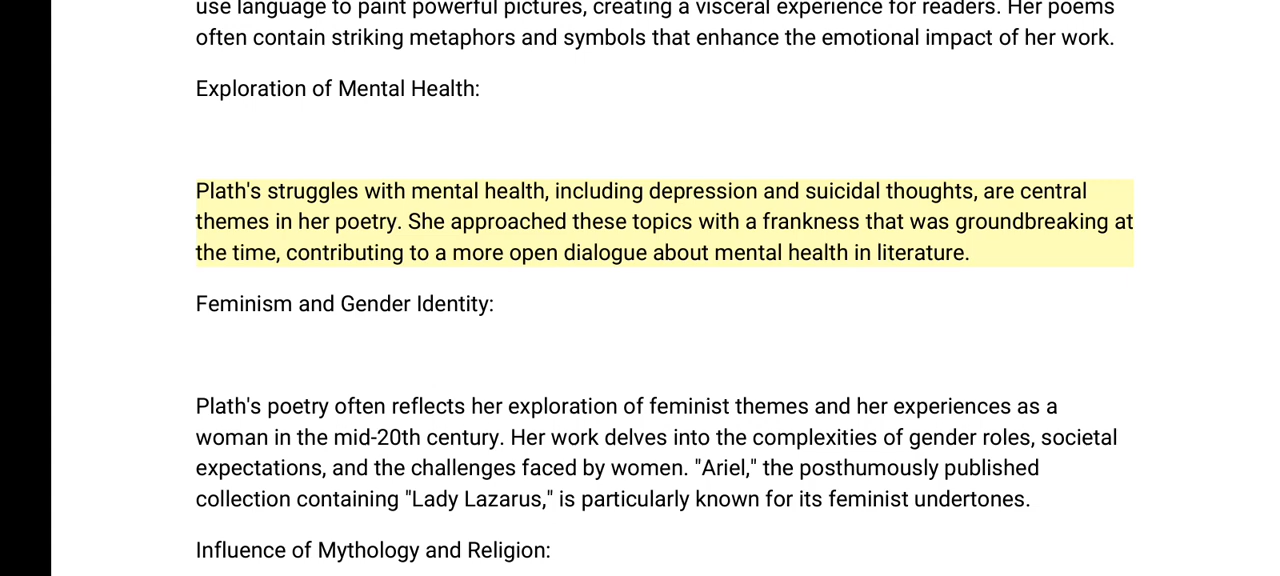 use language to paint powerful pictures, creating a visceral experience for readers. Her poems
often contain striking metaphors and symbols that enhance the emotional impact of her work.
Exploration of Mental Health:
Plath's struggles with mental health, including depression and suicidal thoughts, are central
themes in her poetry. She approached these topics with a frankness that was groundbreaking at
the time, contributing to a more open dialogue about mental health in literature.
Feminism and Gender Identity:
Plath's poetry often reflects her exploration of feminist themes and her experiences as a
woman in the mid-20th century. Her work delves into the complexities of gender roles, societal
expectations, and the challenges faced by women. "Ariel," the posthumously published
collection containing "Lady Lazarus," is particularly known for its feminist undertones.
Influence of Mythology and Religion: